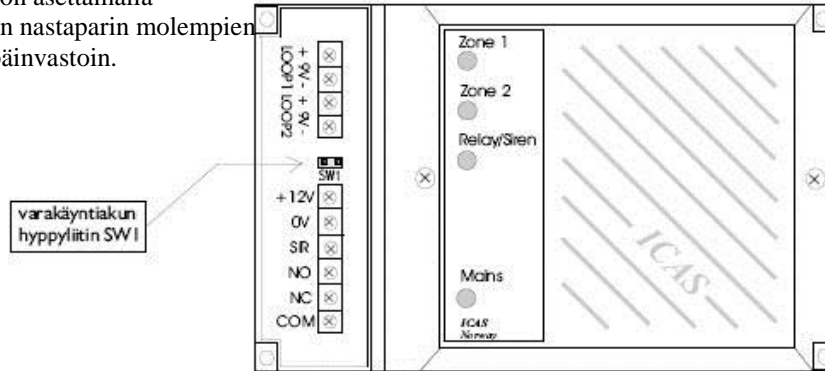 on asettamalla
n nastaparin molempien
päinvastoin.
+ 9V -
LOOP1
+ 9V -
LOOP2
SW1
+12V
0V
SIR
NO
NC
COM
varakäyntiakun
hyppyliitin SW1
Zone 1
Zone 2
Relay/Siren
Mains
ICAS
Norway
ICAS